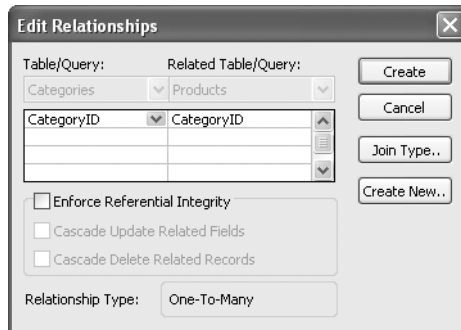 Edit Relationships
Table/Query: Related Table/Query:
Categories Products
CategoryID CategoryID
Enforce Referential Integrity
Cascade Update Related Fields
Cascade Delete Related Records
Relationship Type: One-To-Many
Create
Cancel
Join Type..
Create New..